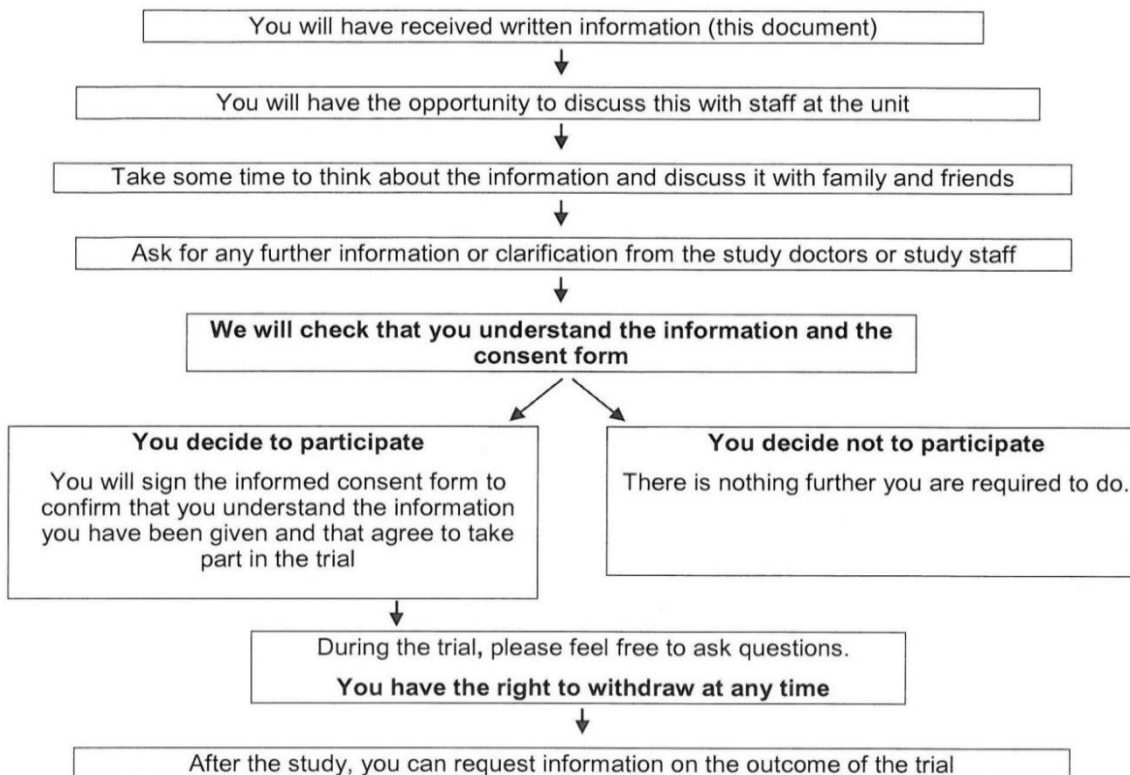 You will have received written information (this document)
You will have the opportunity to discuss this with staff at the unit
Take some time to think about the information and discuss it with family and friends
Ask for any further information or clarification from the study doctors or study staff
We will check that you understand the information and the
consent form
You decide to participate
You will sign the informed consent form to
confirm that you understand the information
you have been given and that agree to take
part in the trial
You decide not to participate
There is nothing further you are required to do.
During the trial, please feel free to ask questions.
You have the right to withdraw at any time
After the study, you can request information on the outcome of the trial